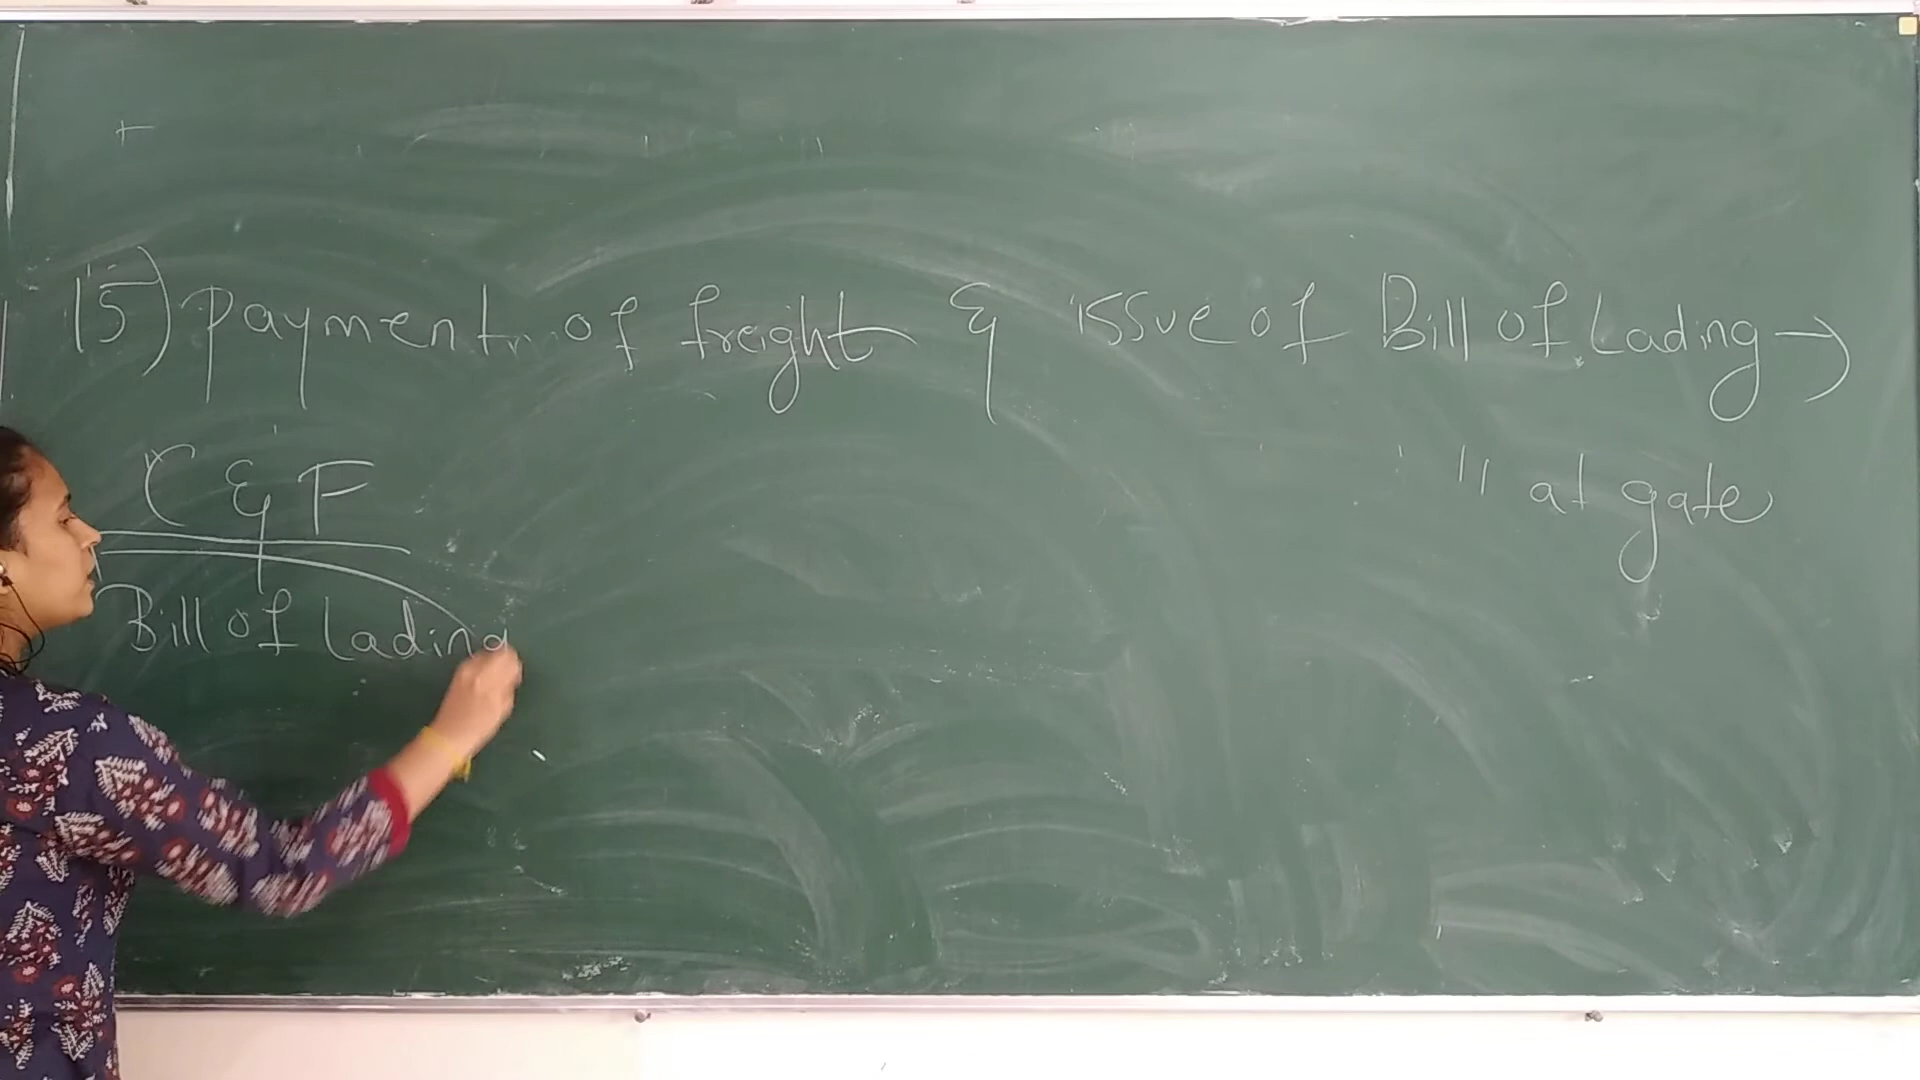 15) Payment of freight & issue of Bill of Lading →
C & F
" at gate
Bill of Lading